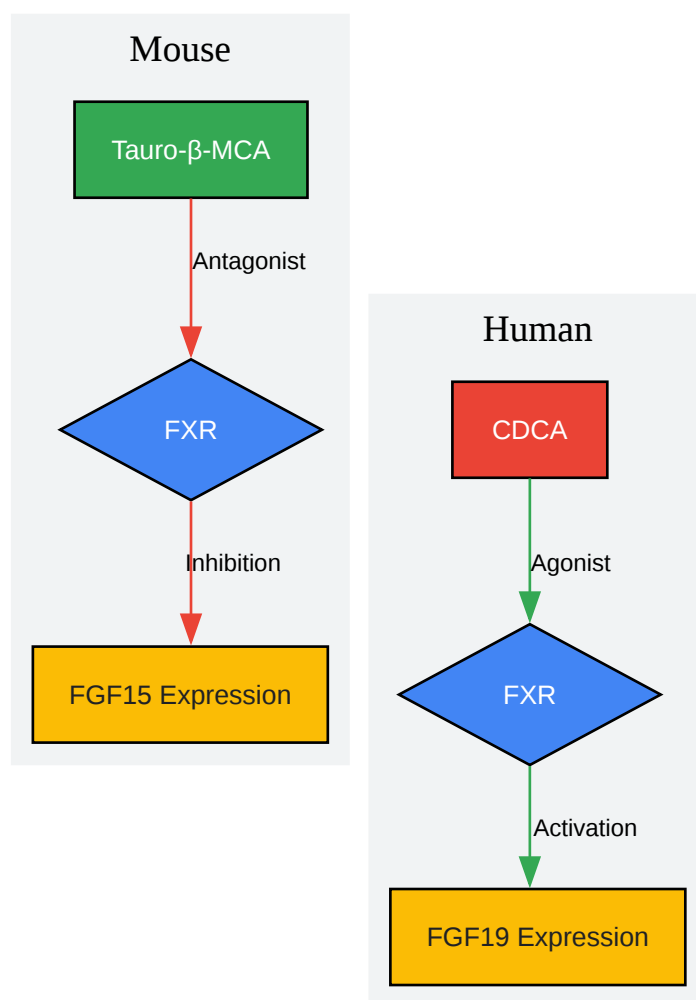 Mouse
Tauro-β-MCA
Antagonist
FXR
Inhibition
FGF15 Expression
Human
CDCA
Agonist
FXR
Activation
FGF19 Expression